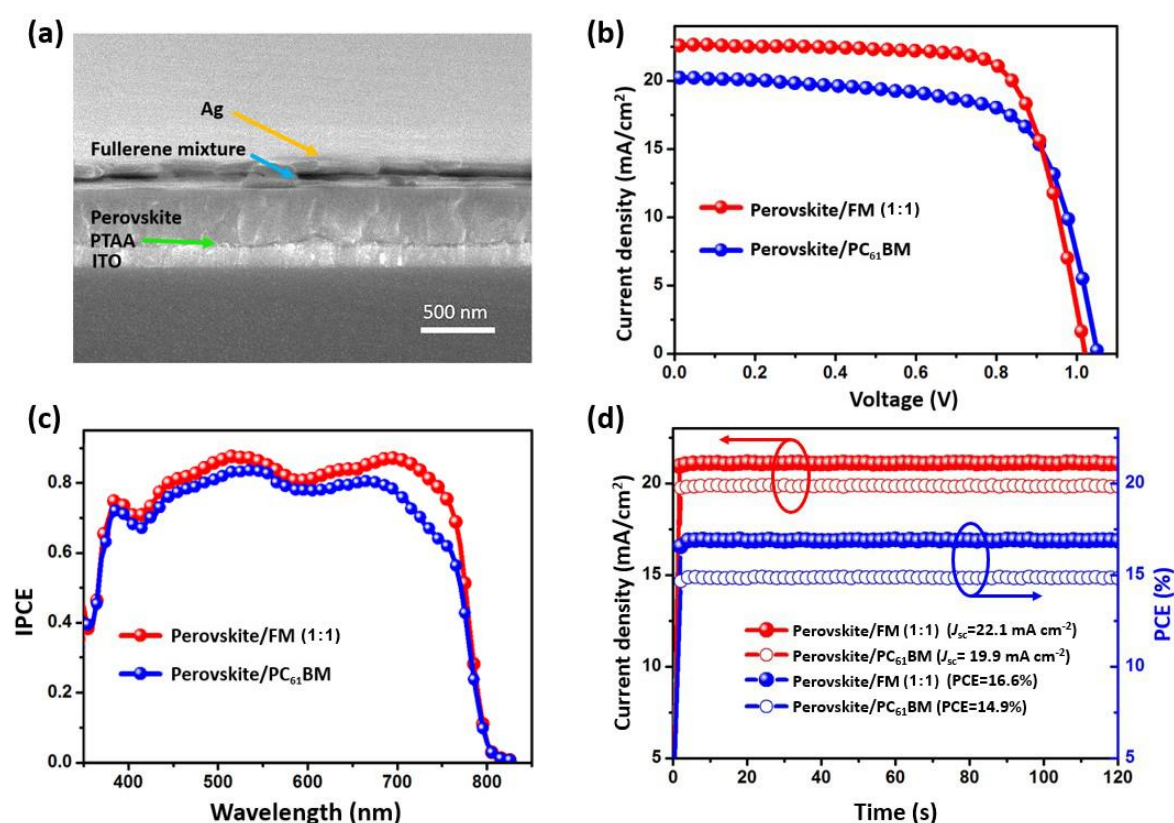 (a)
Ag
Fullerene mixture
Perovskite
PTAA
ITO
500 nm
(b)
Current density (mA/cm²)
20
15
10
5
0
Perovskite/FM (1:1)
Perovskite/PC₆₁BM
0.0 0.2 0.4 0.6 0.8 1.0
Voltage (V)
(c)
IPCE
0.8
0.6
0.4
0.2
0.0
Perovskite/FM (1:1)
Perovskite/PC₆₁BM
400 500 600 700 800
Wavelength (nm)
(d)
Current density (mA/cm²)
20
15
10
5
Perovskite/FM (1:1) (Jsc=22.1 mA cm⁻²)
Perovskite/PC₆₁BM (Jsc= 19.9 mA cm⁻²)
Perovskite/FM (1:1) (PCE=16.6%)
Perovskite/PC₆₁BM (PCE=14.9%)
20
15
10
5
PCE (%)
0 20 40 60 80 100 120
Time (s)